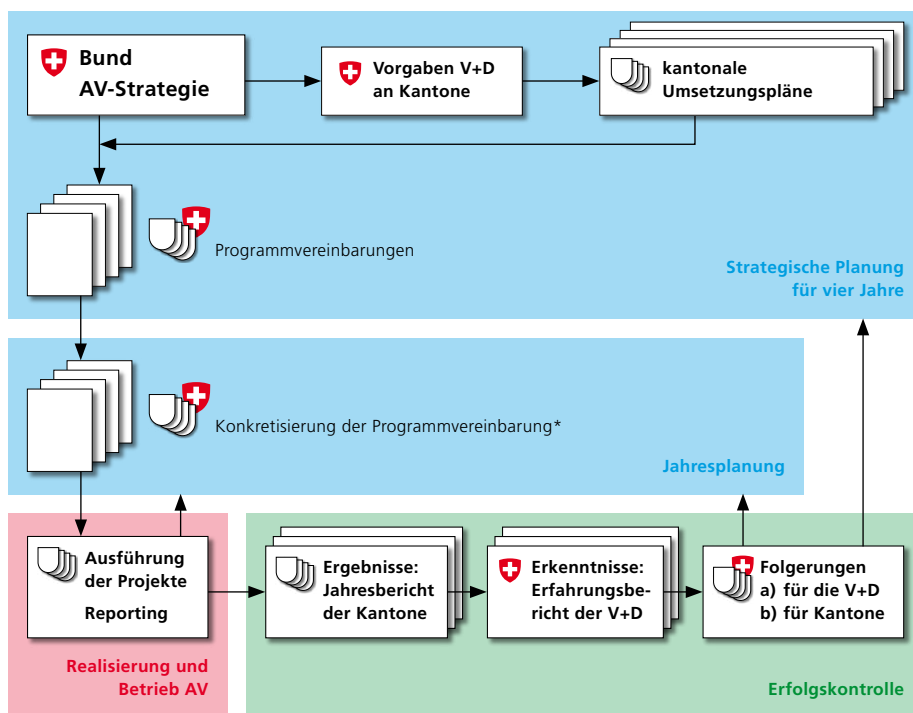 Bund
AV-Strategie
Vorgaben V+D
an Kantone
kantonale
Umsetzungspläne
Programmvereinbarungen
Strategische Planung
für vier Jahre
Konkretisierung der Programmvereinbarung*
Jahresplanung
Ausführung
der Projekte
Reporting
Ergebnisse:
Jahresbericht
der Kantone
Erkenntnisse:
Erfahrungsbe-
richt der V+D
Folgerungen
a) für die V+D
b) für Kantone
Realisierung und
Betrieb AV
Erfolgskontrolle